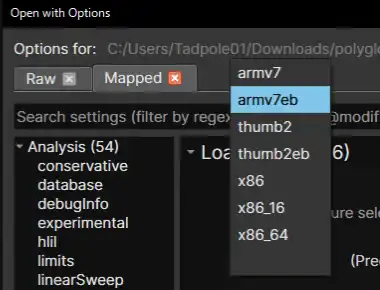 Open with Options
Options for: C:/Users/Tadpole01/Downloads/polyglo
Raw Mapped
Search settings (filter by regex @modif
Analysis (54)
conservative
database
debugInfo
experimental
hlil
limits
linearSweep
Loa 6)
armv7
armv7eb
thumb2
thumb2eb
x86
x86_16
x86_64
ure sele
(Pre